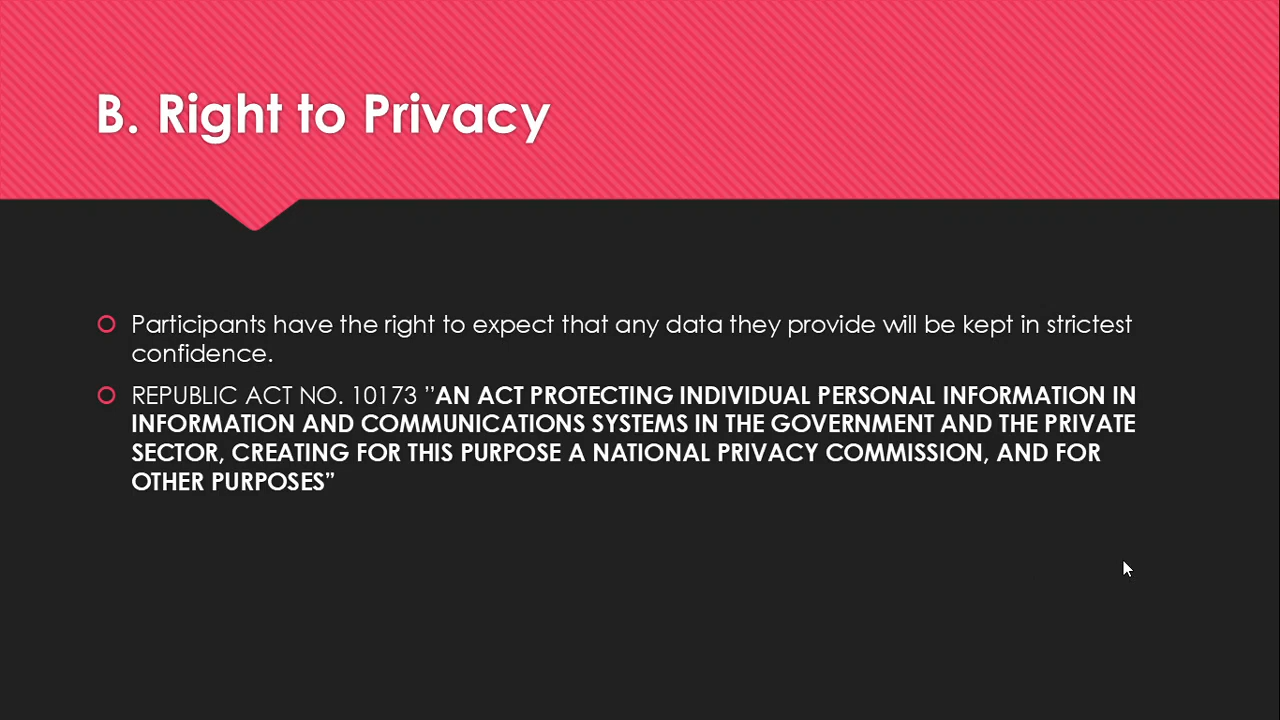 B. Right to Privacy
Participants have the right to expect that any data they provide will be kept in strictest
confidence.
REPUBLIC ACT NO. 10173 ”AN ACT PROTECTING INDIVIDUAL PERSONAL INFORMATION IN
INFORMATION AND COMMUNICATIONS SYSTEMS IN THE GOVERNMENT AND THE PRIVATE
SECTOR, CREATING FOR THIS PURPOSE A NATIONAL PRIVACY COMMISSION, AND FOR
OTHER PURPOSES”